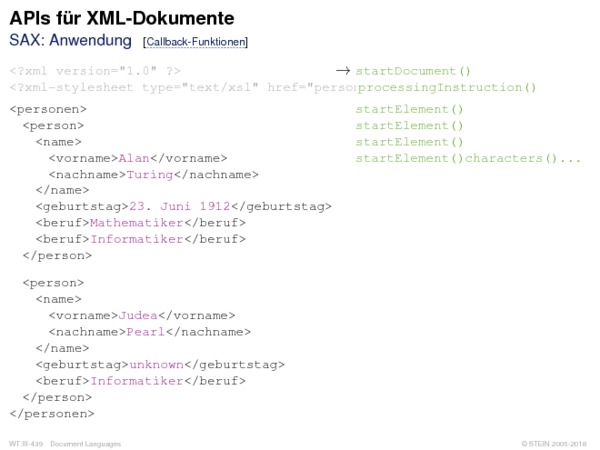 APIs für XML-Dokumente
SAX: Anwendung [Callback-Funktionen]
<?xml version="1.0" ?> → startDocument()
<?xml-stylesheet type="text/xsl" href="person processingInstruction()
<personen> startElement()
<person> startElement()
<name> startElement()
<vorname>Alan</vorname> startElement()characters()...
<nachname>Turing</nachname>
</name>
<geburtstag>23. Juni 1912</geburtstag>
<beruf>Mathematiker</beruf>
<beruf>Informatiker</beruf>
</person>
<person>
<name>
<vorname>Judea</vorname>
<nachname>Pearl</nachname>
</name>
<geburtstag>unknown</geburtstag>
<beruf>Informatiker</beruf>
</person>
</personen>
WT:III-439 Document Languages © STEIN 2005-2018